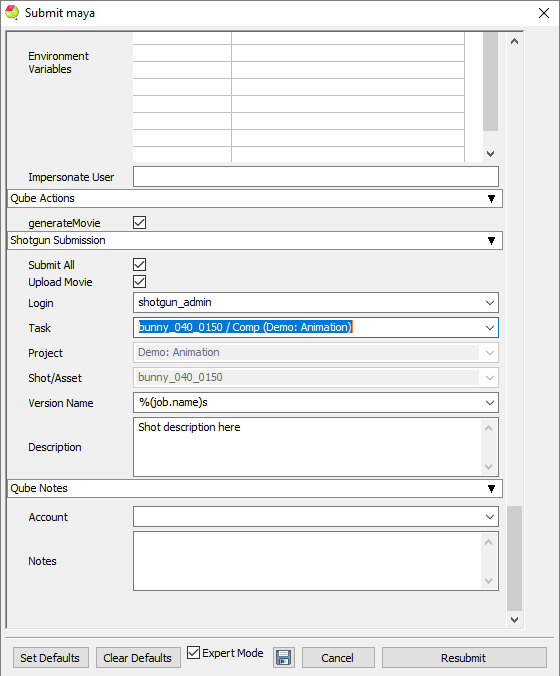 Submit maya
Environment
Variables
Impersonate User
Qube Actions
generateMovie
Shotgun Submission
Submit All
Upload Movie
Login
shotgun_admin
Task
bunny_040_0150 / Comp (Demo: Animation)
Project
Demo: Animation
Shot/Asset
bunny_040_0150
Version Name
%(job.name)s
Shot description here
Description
Qube Notes
Account
Notes
Set Defaults
Clear Defaults
Expert Mode
Cancel
Resubmit